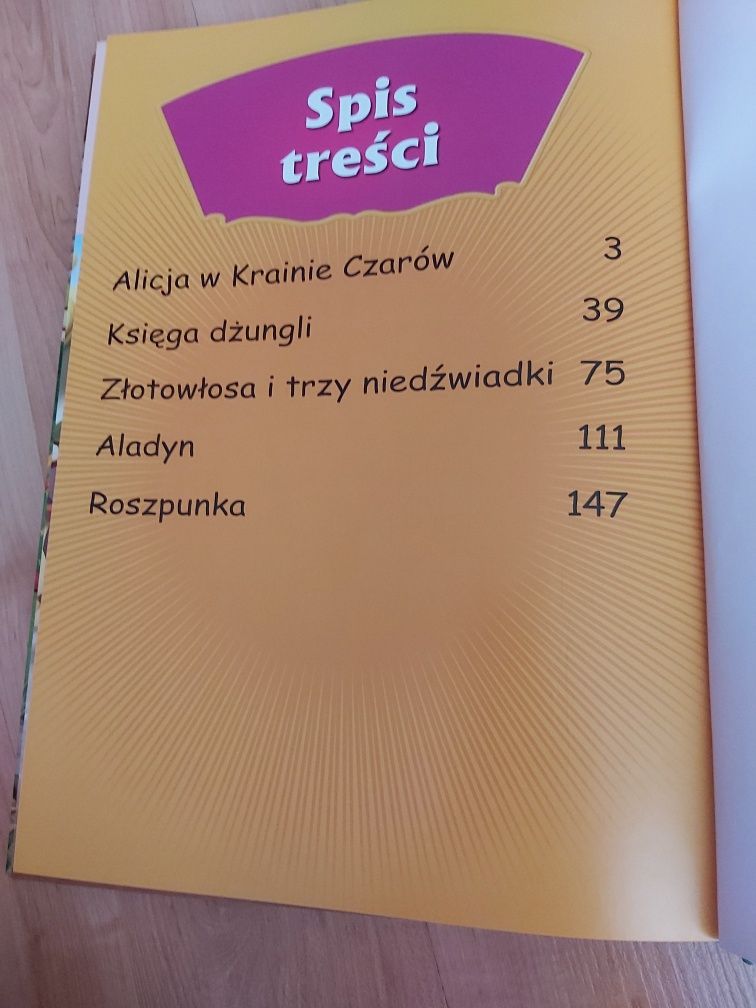 Spis
treści
Alicja w Krainie Czarów 3
Księga dżungli 39
Złotowłosa i trzy niedźwiadki 75
Aladyn 111
Roszpunka 147